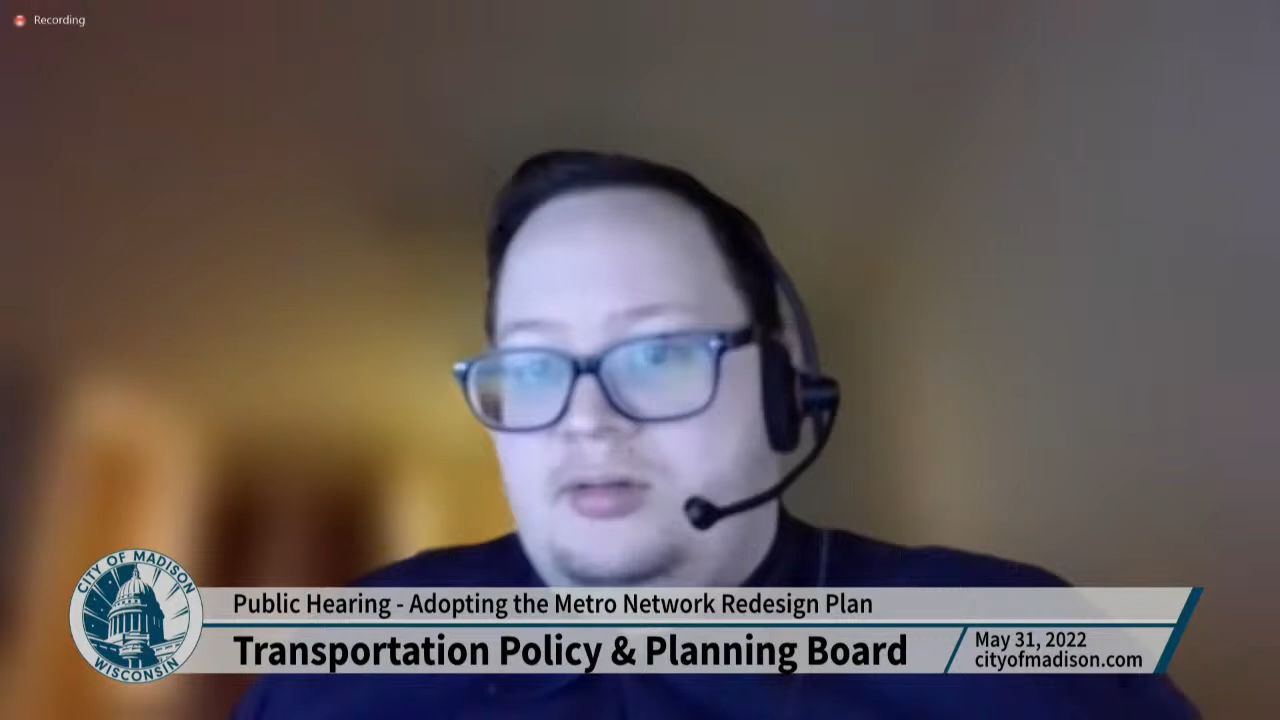 Recording
CITY OF MADISON
WISCONSIN
Public Hearing - Adopting the Metro Network Redesign Plan
Transportation Policy & Planning Board
May 31, 2022
cityofmadison.com